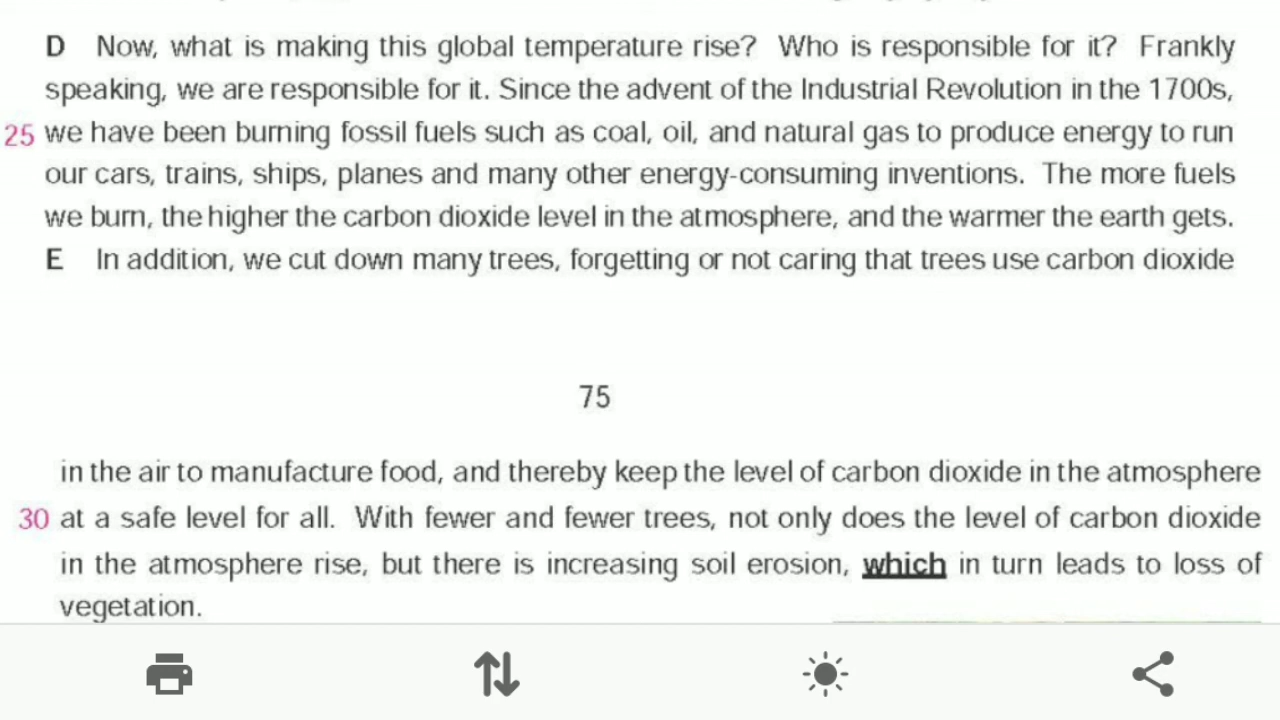 D Now, what is making this global temperature rise? Who is responsible for it? Frankly
speaking, we are responsible for it. Since the advent of the Industrial Revolution in the 1700s,
25 we have been burning fossil fuels such as coal, oil, and natural gas to produce energy to run
our cars, trains, ships, planes and many other energy-consuming inventions. The more fuels
we burn, the higher the carbon dioxide level in the atmosphere, and the warmer the earth gets.
E In addition, we cut down many trees, forgetting or not caring that trees use carbon dioxide
75
in the air to manufacture food, and thereby keep the level of carbon dioxide in the atmosphere
30 at a safe level for all. With fewer and fewer trees, not only does the level of carbon dioxide
in the atmosphere rise, but there is increasing soil erosion, which in turn leads to loss of
vegetation.